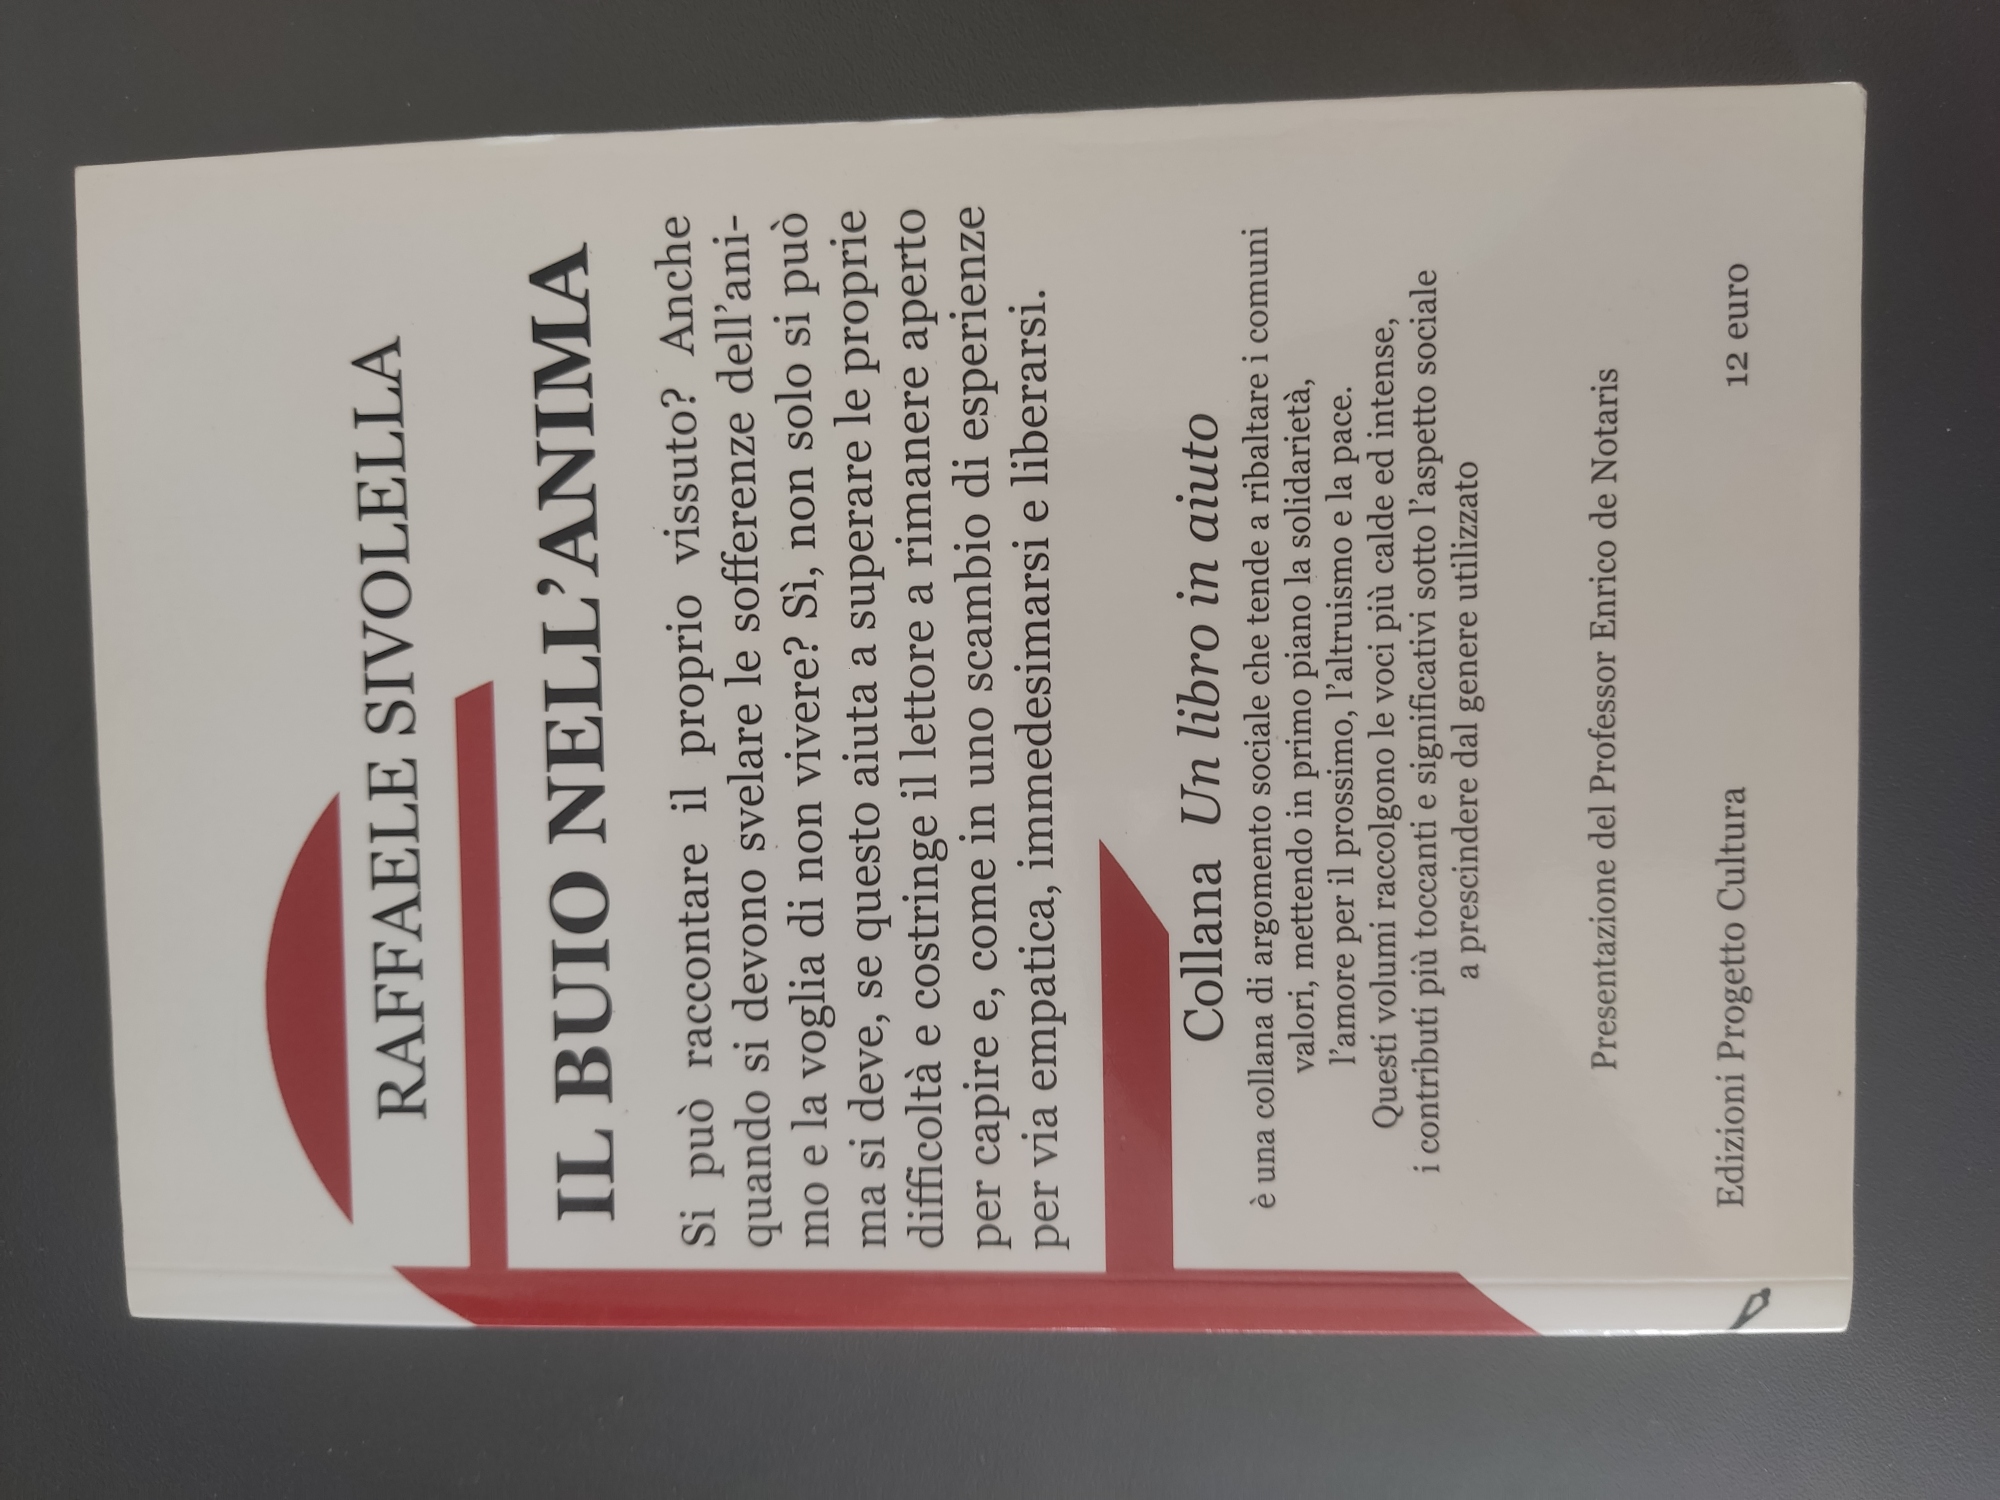 RAFFAELE SIVOLELLA
IL BUIO NELL'ANIMA
Si può raccontare il proprio vissuto? Anche
quando si devono svelare le sofferenze dell'ani-
mo e la voglia di non vivere? Sì, non solo si può
ma si deve, se questo aiuta a superare le proprie
difficoltà e costringe il lettore a rimanere aperto
per capire e, come in uno scambio di esperienze
per via empatica, immedesimarsi e liberarsi.
Collana Un libro in aiuto
è una collana di argomento sociale che tende a ribaltare i comuni
valori, mettendo in primo piano la solidarietà,
l'amore per il prossimo, l'altruismo e la pace.
Questi volumi raccolgono le voci più calde ed intense,
i contributi più toccanti e significativi sotto l'aspetto sociale
a prescindere dal genere utilizzato
Presentazione del Professor Enrico de Notaris
Edizioni Progetto Cultura 12 euro